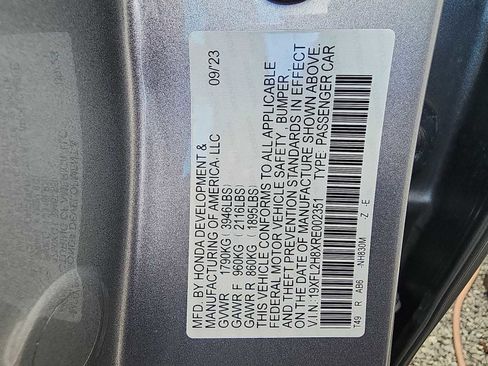 MFD. BY HONDA DEVELOPMENT &
MANUFACTURING OF AMERICA, LLC 09/23
GVWR 1790KG( 3946LBS)
GAWR F 960KG( 2116LBS)
GAWR R 860KG( 1895LBS)
THIS VEHICLE CONFORMS TO ALL APPLICABLE
FEDERAL MOTOR VEHICLE SAFETY, BUMPER,
& THEFT PREVENTION STANDARDS IN EFFECT
ON THE DATE OF MANUFACTURE SHOWN ABOVE.
V.I.N.:19XFL2H8XRE002351 TYPE: PASSENGER CAR
T49 R AB6 -NH830M -Z -E